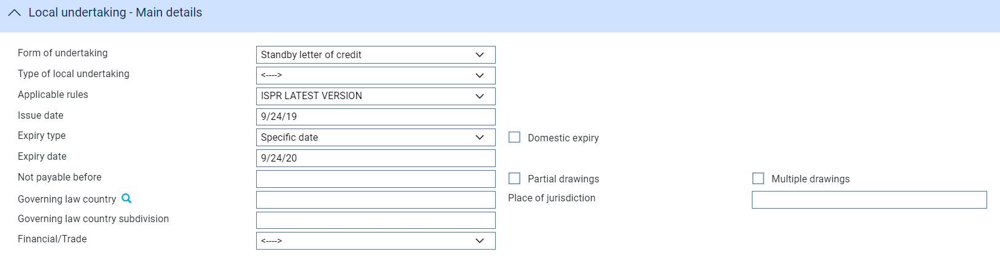 Local undertaking - Main details
Form of undertaking Standby letter of credit
Type of local undertaking <---->
Applicable rules ISPR LATEST VERSION
Issue date 9/24/19
Expiry type Specific date Domestic expiry
Expiry date 9/24/20
Not payable before Partial drawings Multiple drawings
Governing law country Place of jurisdiction
Governing law country subdivision
Financial/Trade <---->